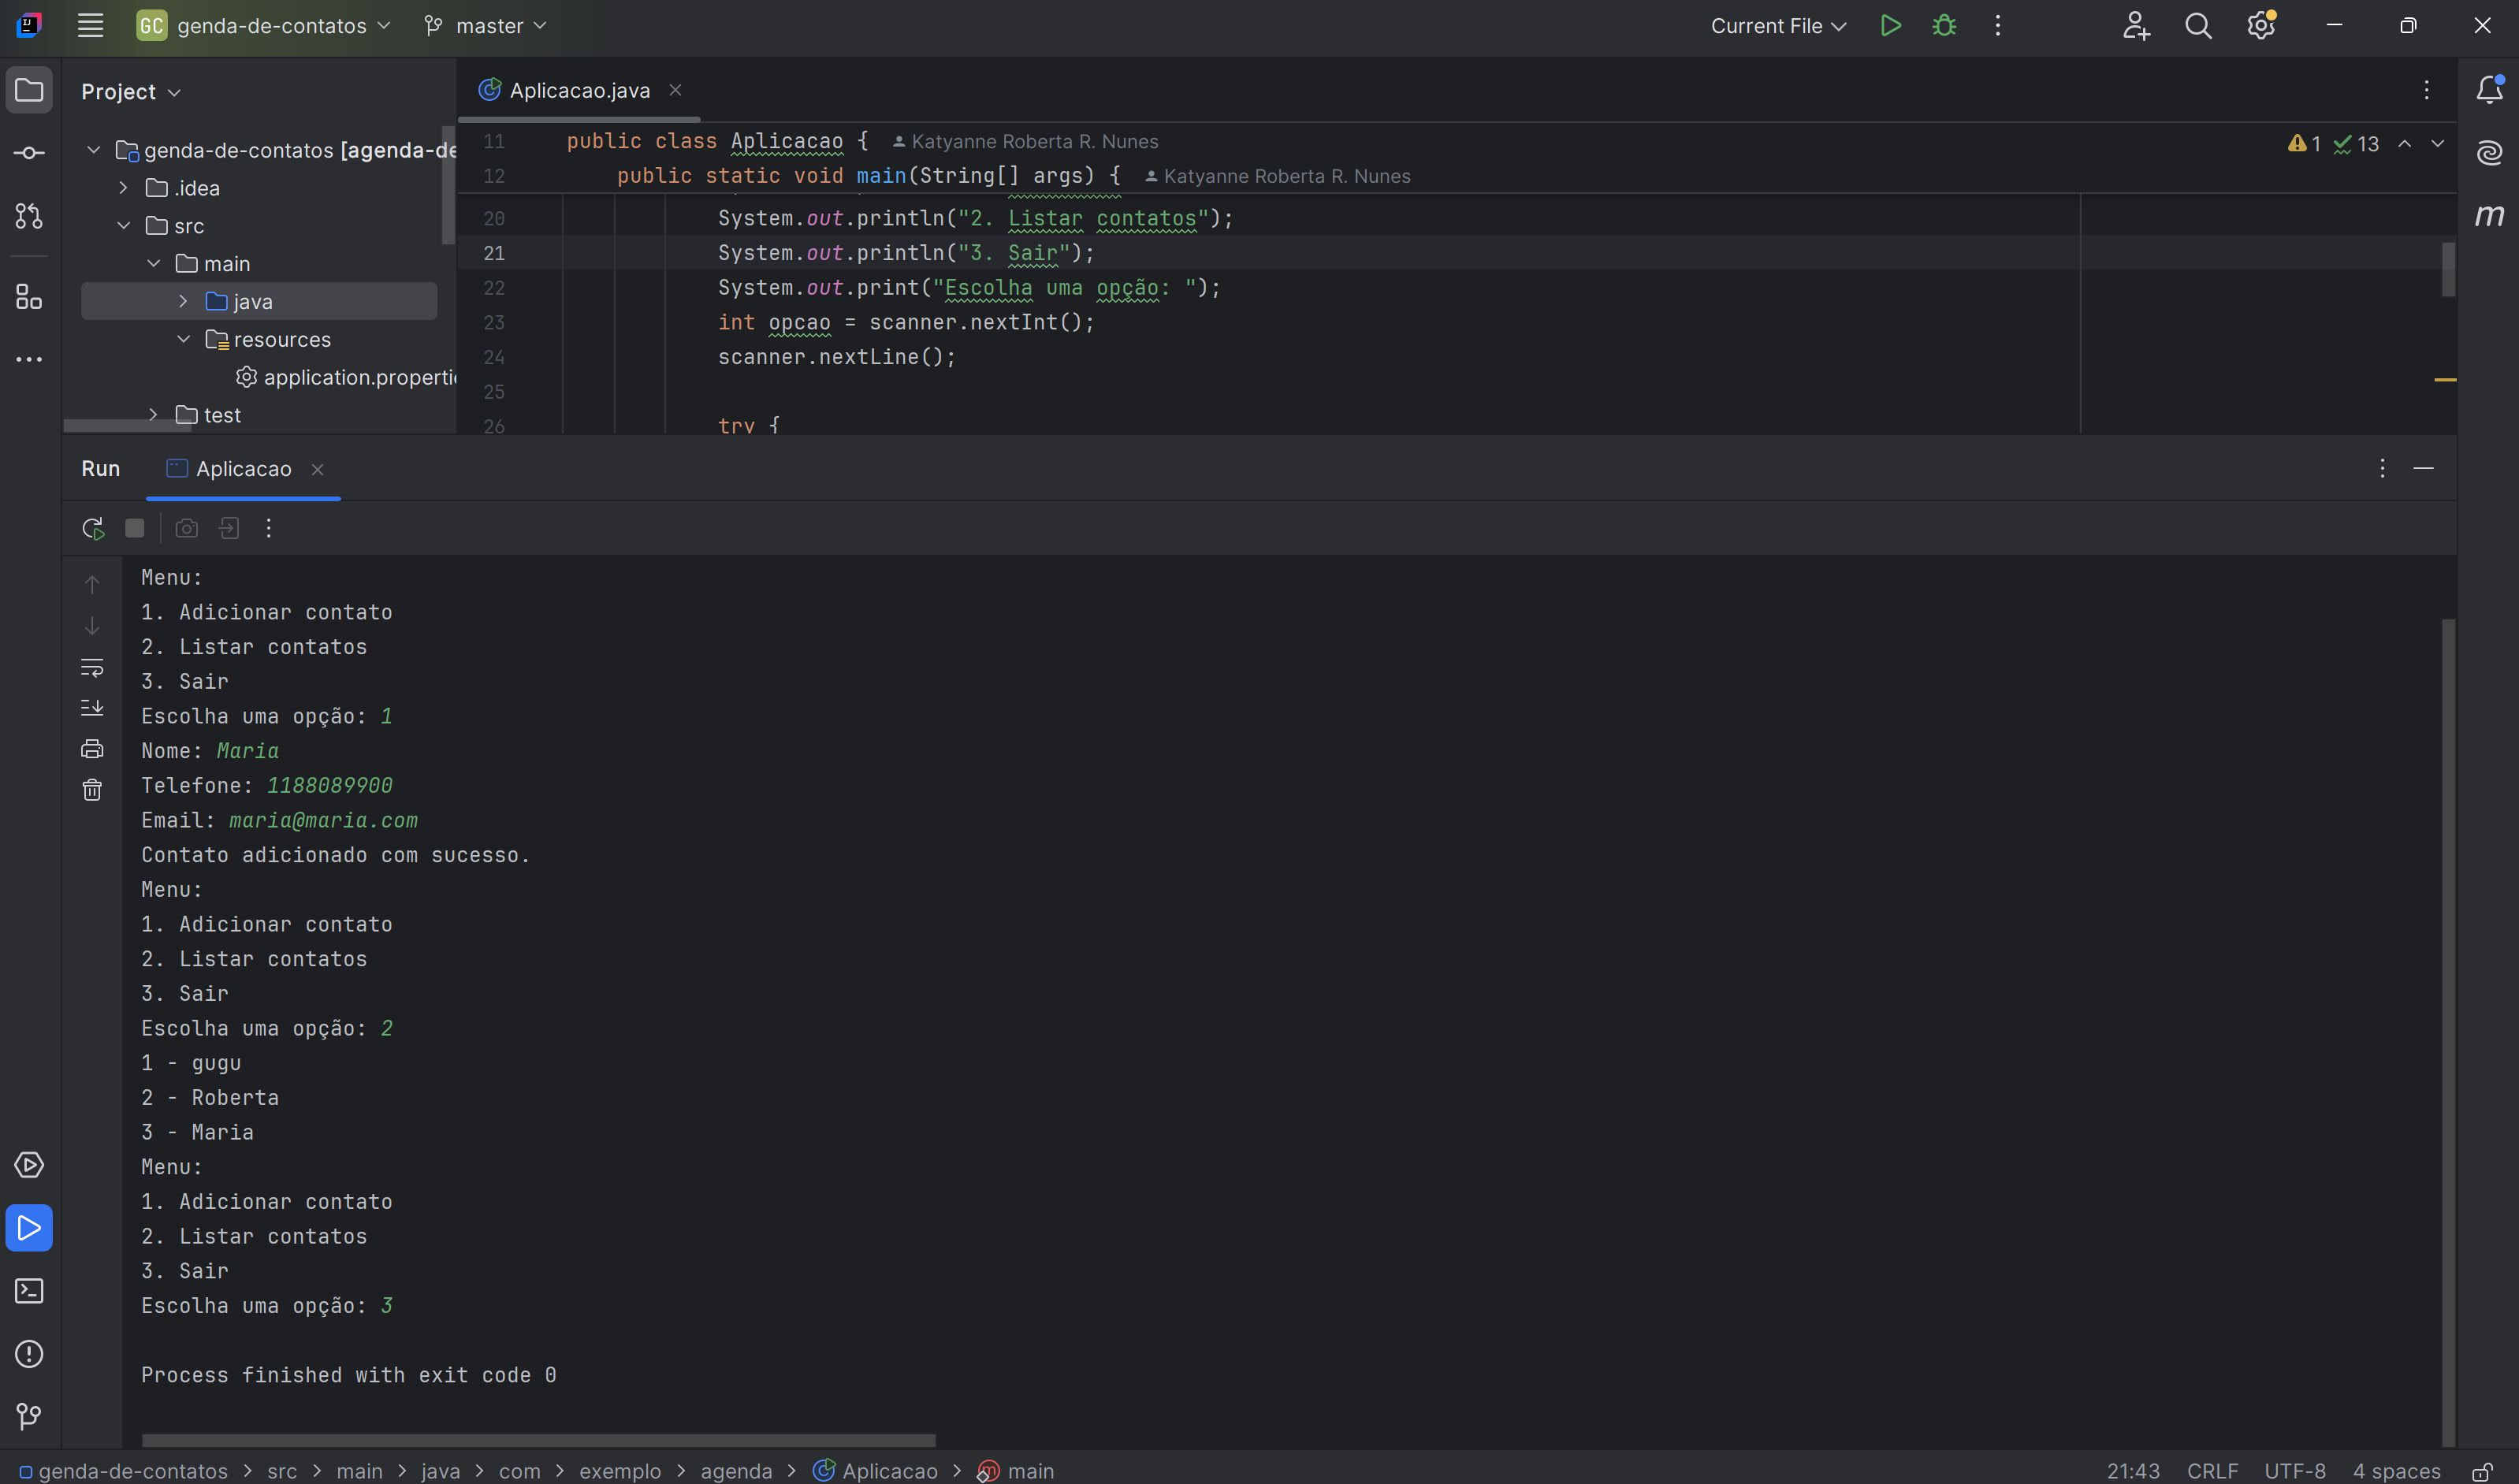 GC genda-de-contatos master Current File
Project
Aplicacao.java
genda-de-contatos [agenda-de
.idea
src
main
java
resources
application.properti
test
11 public class Aplicacao { Katyanne Roberta R. Nunes
12 public static void main(String[] args) { Katyanne Roberta R. Nunes
1 13
20 System.out.println("2. Listar contatos");
21 System.out.println("3. Sair");
22 System.out.print("Escolha uma opção: ");
23 int opcao = scanner.nextInt();
24 scanner.nextLine();
25
26 try {
Run Aplicacao
Menu:
1. Adicionar contato
2. Listar contatos
3. Sair
Escolha uma opção: 1
Nome: Maria
Telefone: 1188089900
Email: maria@maria.com
Contato adicionado com sucesso.
Menu:
1. Adicionar contato
2. Listar contatos
3. Sair
Escolha uma opção: 2
1 - gugu
2 - Roberta
3 - Maria
Menu:
1. Adicionar contato
2. Listar contatos
3. Sair
Escolha uma opção: 3
Process finished with exit code 0
genda-de-contatos > src > main > java > com > exemplo > agenda > Aplicacao > main
21:43 CRLF UTF-8 4 spaces